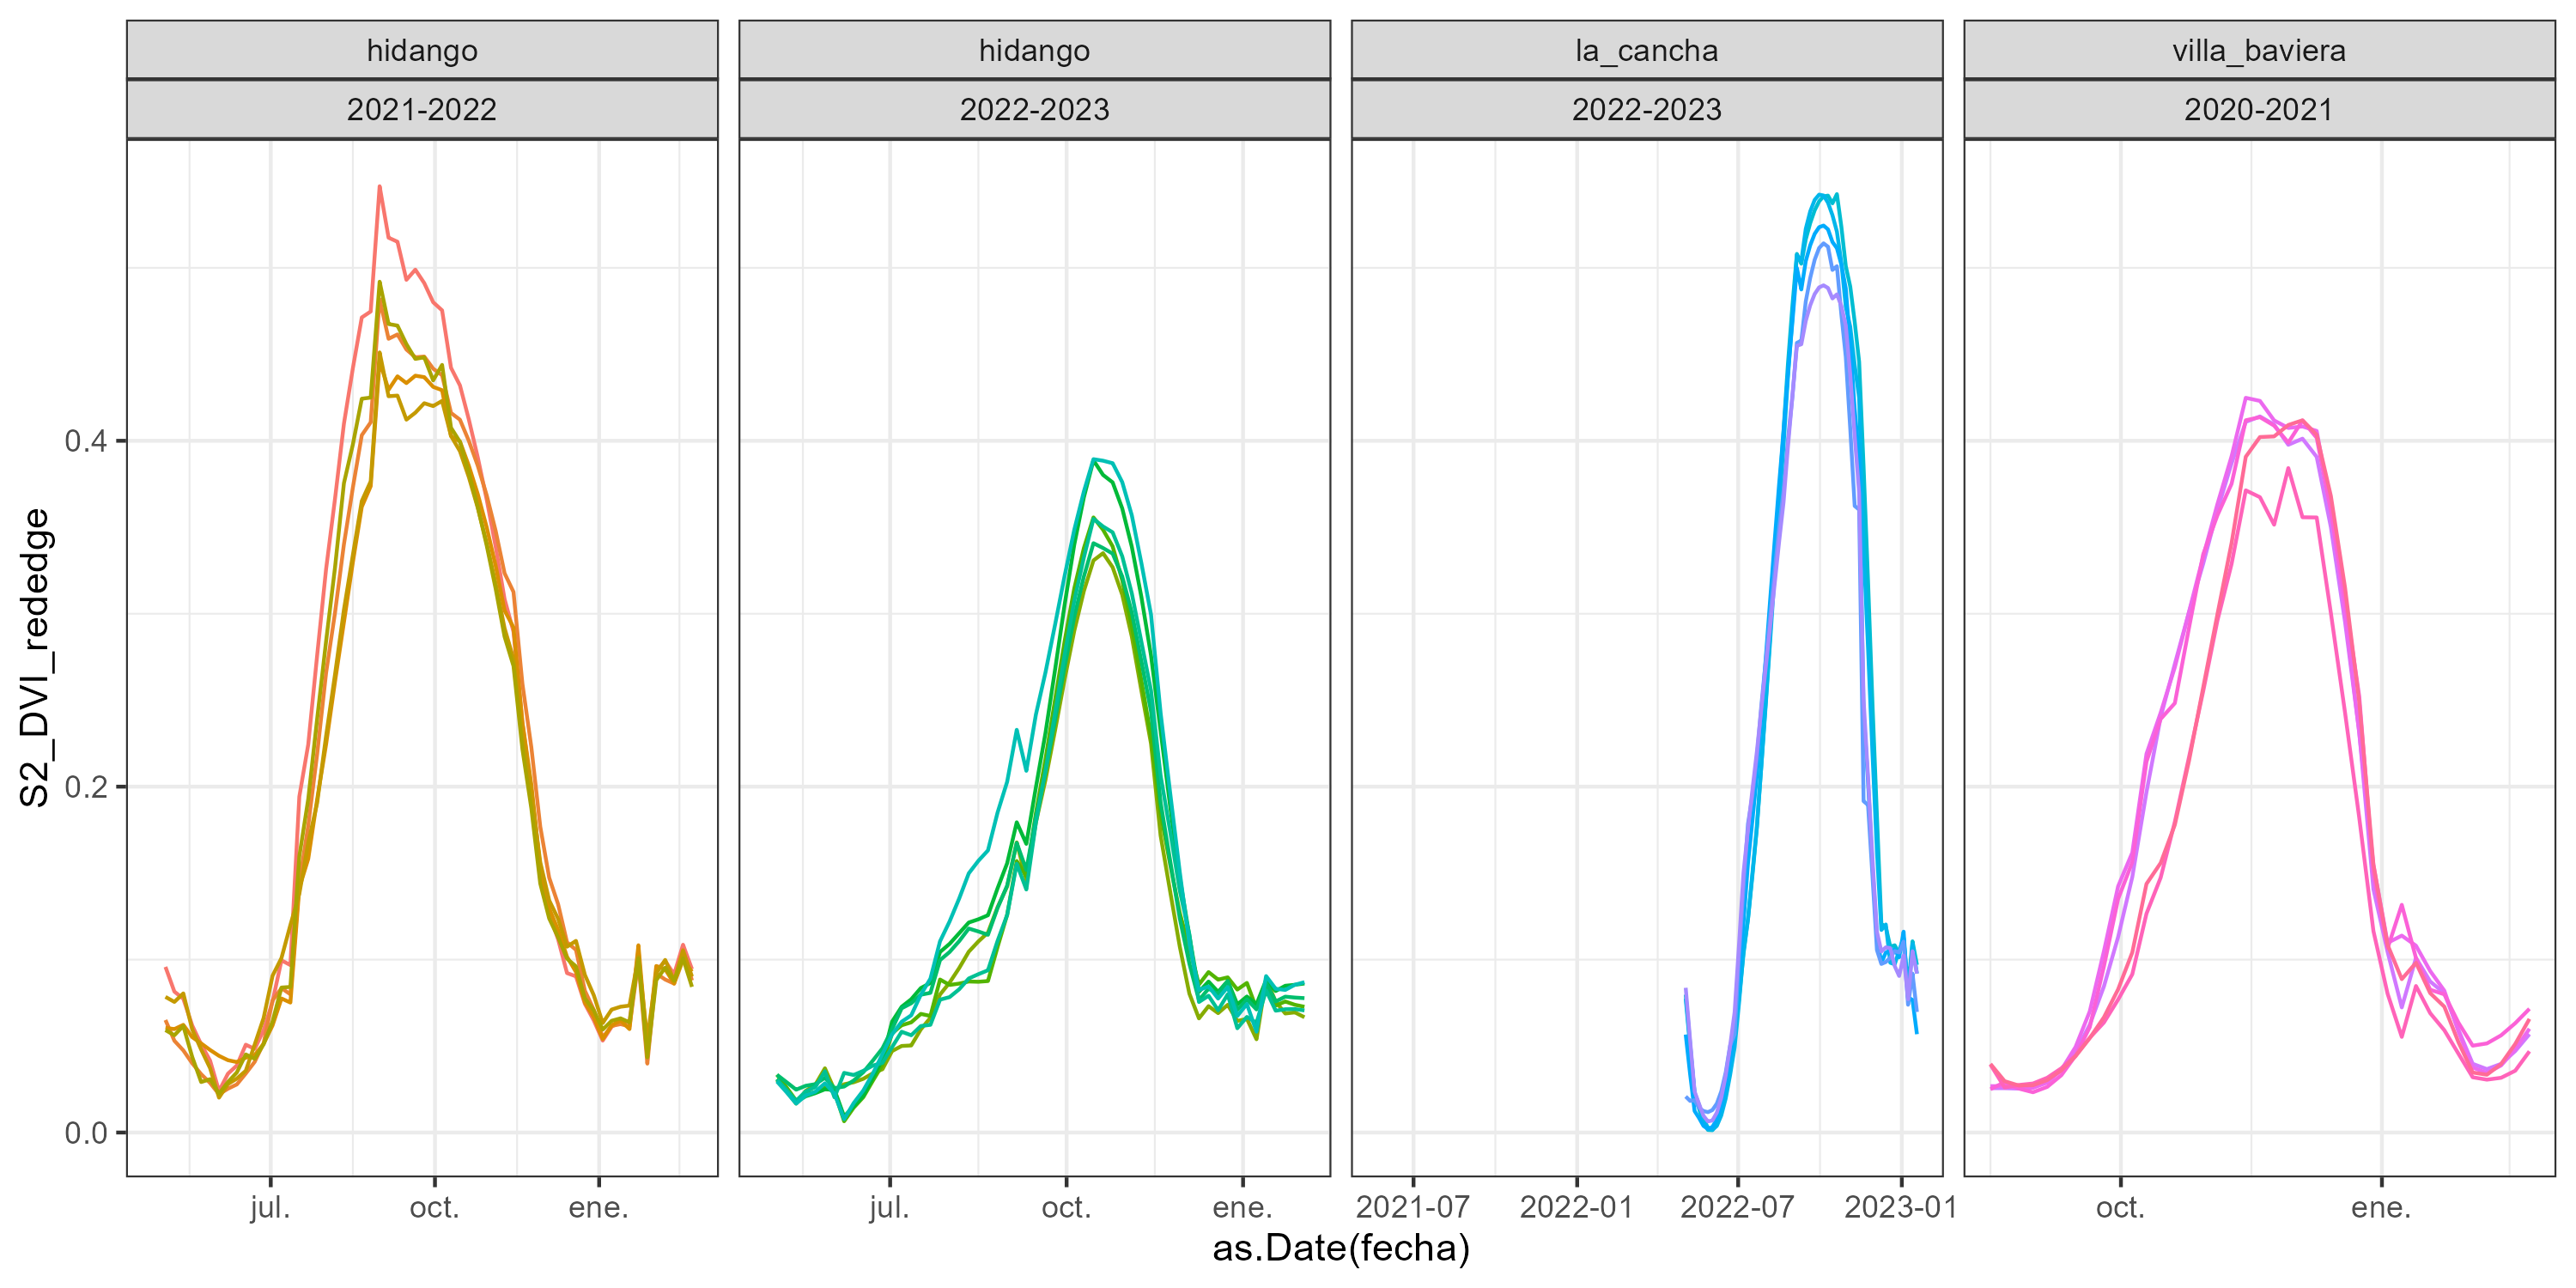 hidango
hidango
la_cancha
villa_baviera
2021-2022
2022-2023
2022-2023
2020-2021
S2_DVI_rededge
0.4
0.2
0.0
jul. oct. ene.
jul. oct. ene.
2021-07 2022-01 2022-07 2023-01
oct. ene.
as.Date(fecha)